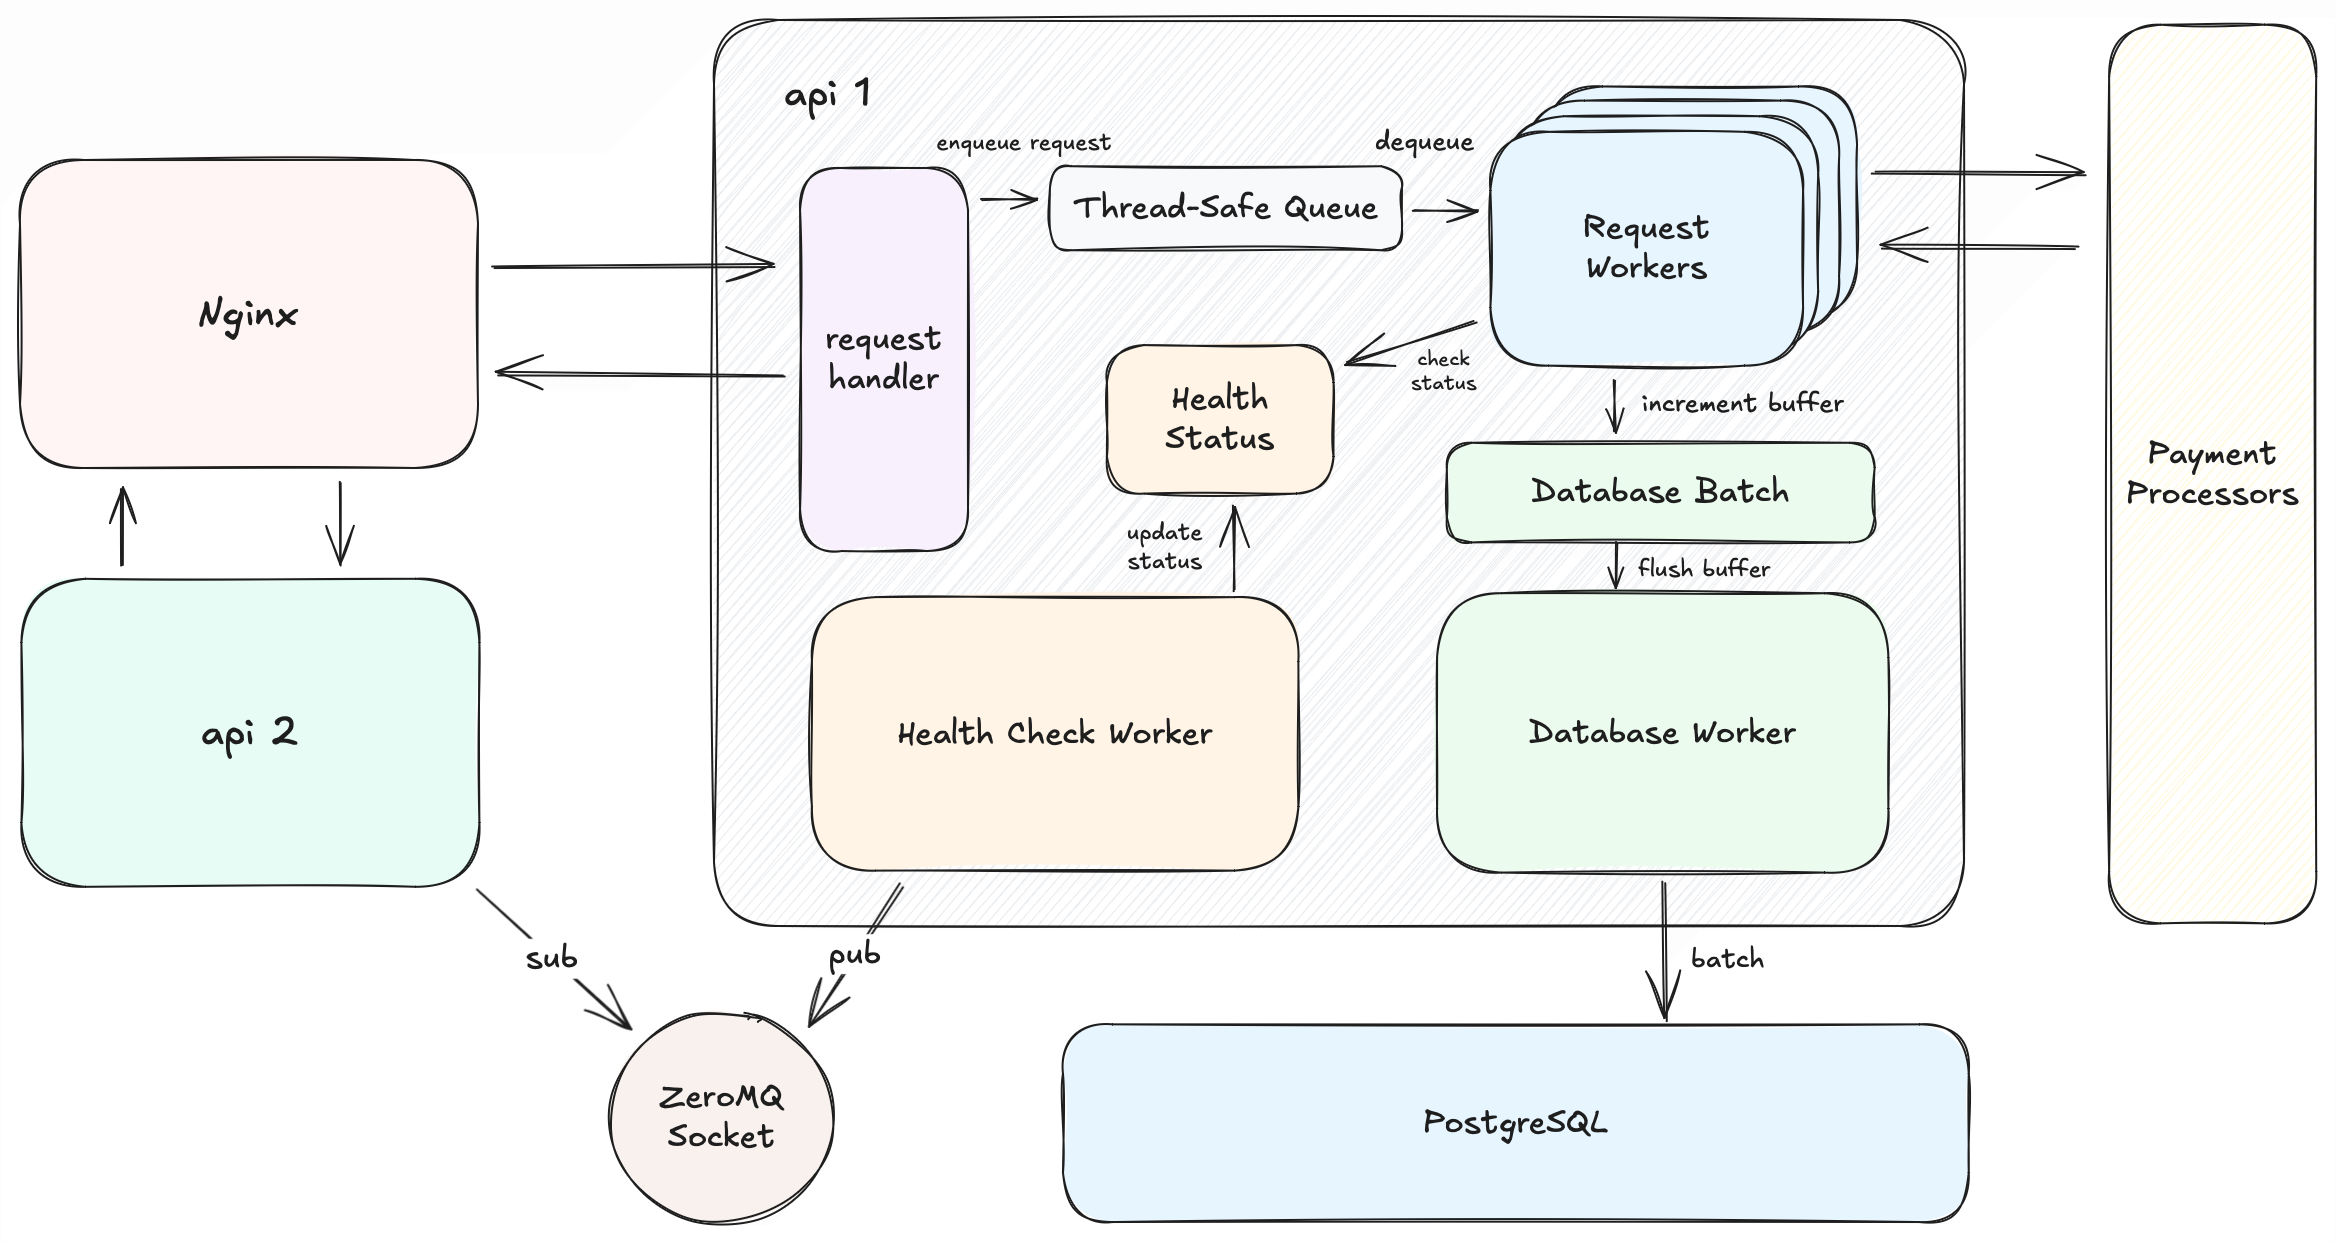 api 1
enqueue request
dequeue
Thread-Safe Queue
Request
Workers
Nginx
request
handler
check
status
Health
Status
increment buffer
Database Batch
Payment
Processors
update
status
flush buffer
api 2
Health Check Worker
Database Worker
sub
pub
batch
ZeroMQ
Socket
PostgreSQL